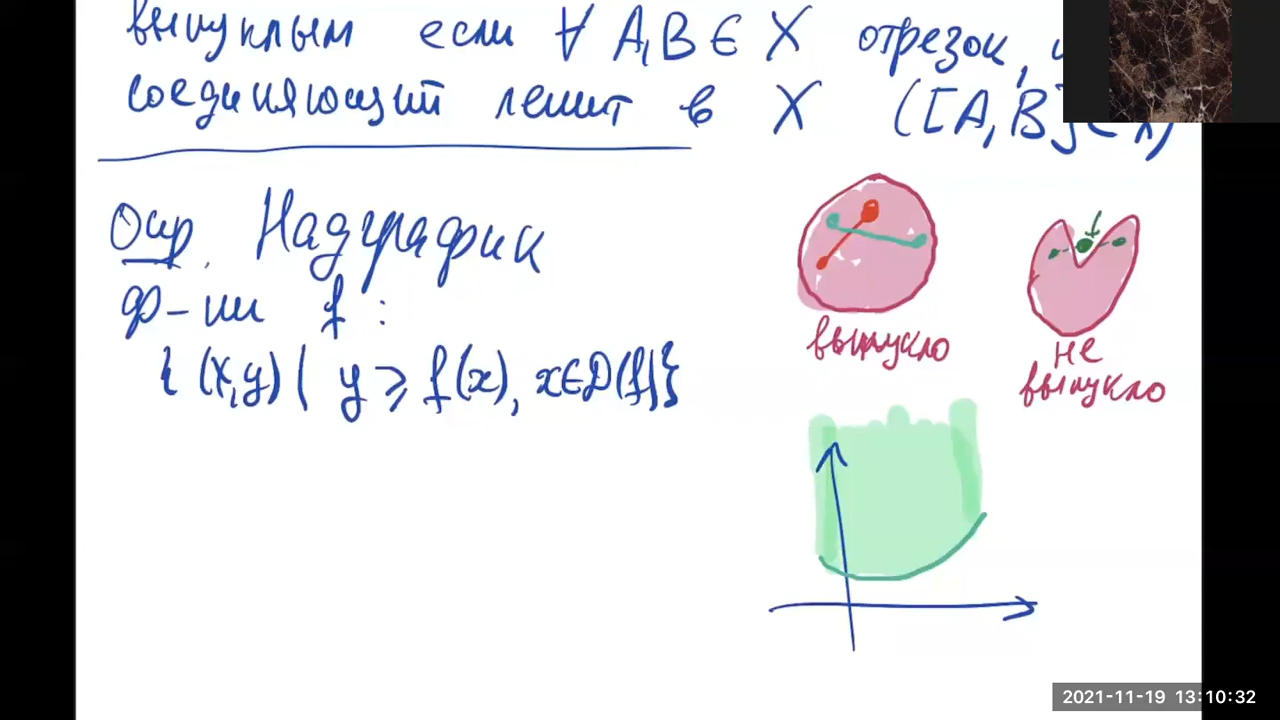 выпуклым если ∀ A,B ∈ X отрезок,
соединяющий лежит в X ([A,B]⊂X)
Опр. Надграфик
ф-ии f :
{(x,y) | y ⩾ f(x), x∈D(f)}
выпукло
не
выпукло
2021-11-19 13:10:32